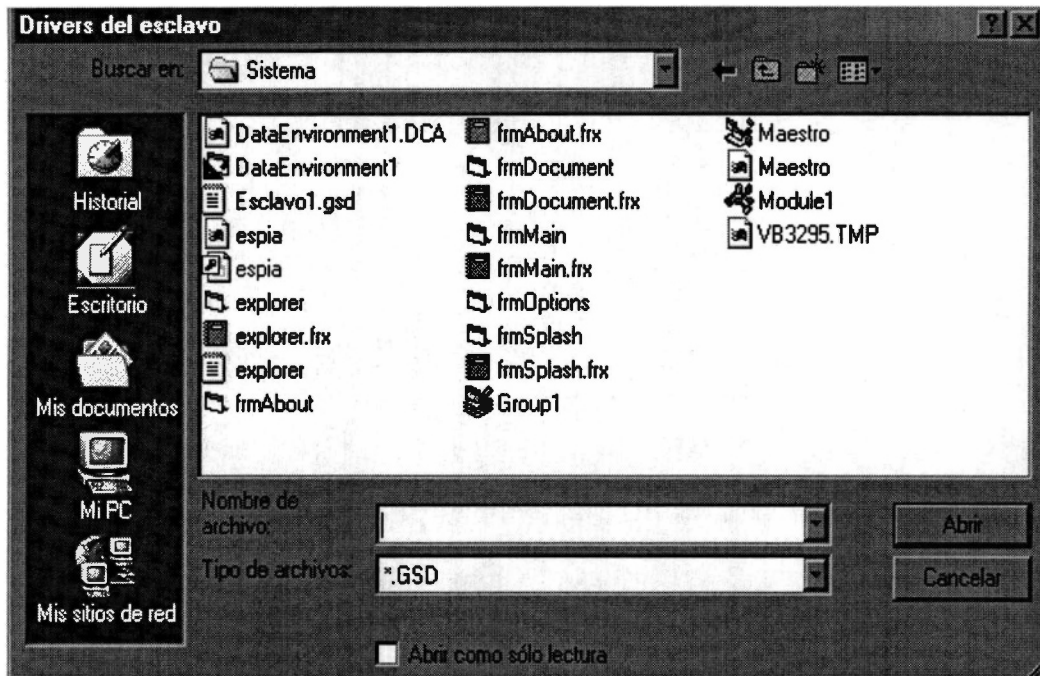 Drivers del esclavo
Buscar en:
Sistema
Historial
Escritorio
Mis documentos
Mi PC
Mis sitios de red
DataEnvironment1.DCA
DataEnvironment1
Esclavo1.gsd
espia
espia
explorer
explorer.frx
explorer
frmAbout
frmAbout.frx
frmDocument
frmDocument.frx
frmMain
frmMain.frx
frmOptions
frmSplash
frmSplash.frx
Group1
Maestro
Maestro
Module1
VB3295.TMP
Nombre de
archivo:
Tipo de archivos:
*.GSD
Abrir
Cancelar
Abrir como sólo lectura